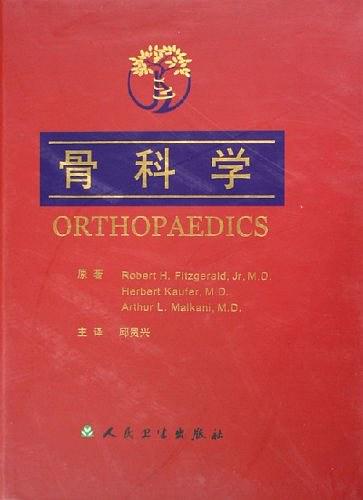 骨科学
ORTHOPAEDICS
原著 Robert H. Fitzgerald, Jr, M.D.
Herbert Kaufer, M.D.
Arthur L. Malkani, M.D.
主译 邱贵兴
人民卫生出版社